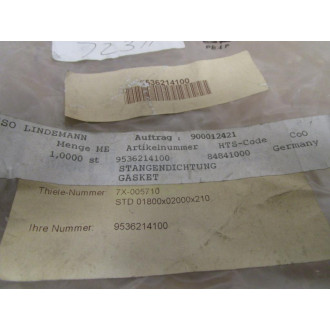 9536214100
SO LINDEMANN Auftrag . 900012421
Menge ME Artikelnummer HTS-Code CoO
1,0000 st 9536214100 84841000 Germany
STANGENDICHTUNG
GASKET
Thiele-Nummer: 7X-005710
STD 01800x02000x210
Ihre Nummer: 9536214100